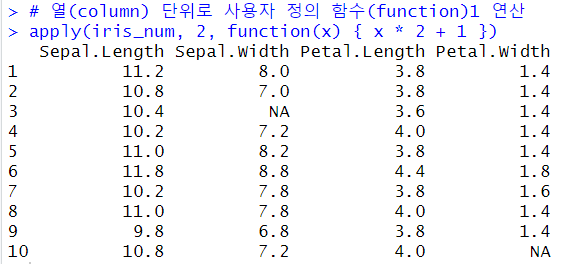 > # 열(column) 단위로 사용자 정의 함수(function)1 연산
> apply(iris_num, 2, function(x) { x * 2 + 1 })
   Sepal.Length Sepal.Width Petal.Length Petal.Width
1          11.2         8.0          3.8         1.4
2          10.8         7.0          3.8         1.4
3          10.4          NA          3.6         1.4
4          10.2         7.2          4.0         1.4
5          11.0         8.2          3.8         1.4
6          11.8         8.8          4.4         1.8
7          10.2         7.8          3.8         1.6
8          11.0         7.8          4.0         1.4
9           9.8         6.8          3.8         1.4
10         10.8         7.2          4.0          NA